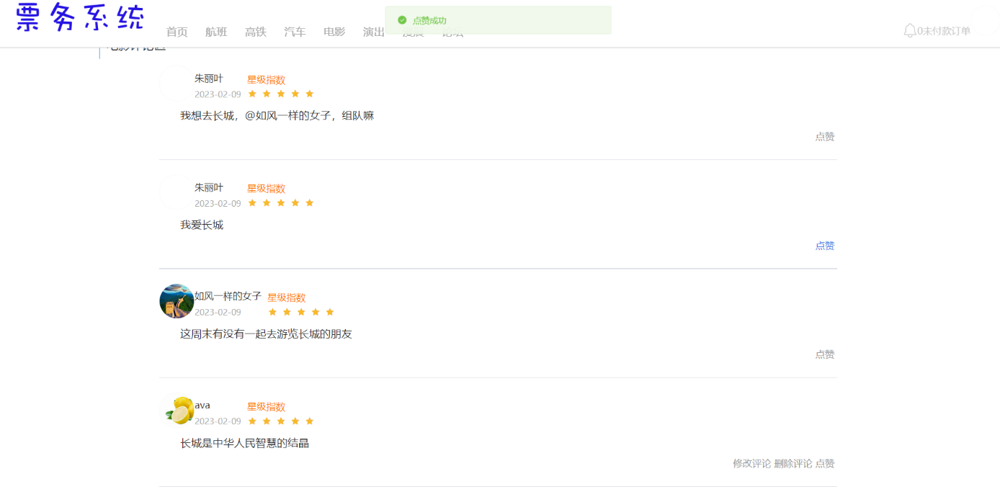 票务系统
点赞成功
首页 航班 高铁 汽车 电影 演出
0未付款订单
朱丽叶 星级指数
2023-02-09
我想去长城，@如风一样的女子，组队嘛
点赞
朱丽叶 星级指数
2023-02-09
我爱长城
点赞
如风一样的女子 星级指数
2023-02-09
这周末有没有一起去游览长城的朋友
点赞
ava 星级指数
2023-02-09
长城是中华人民智慧的结晶
修改评论 删除评论 点赞